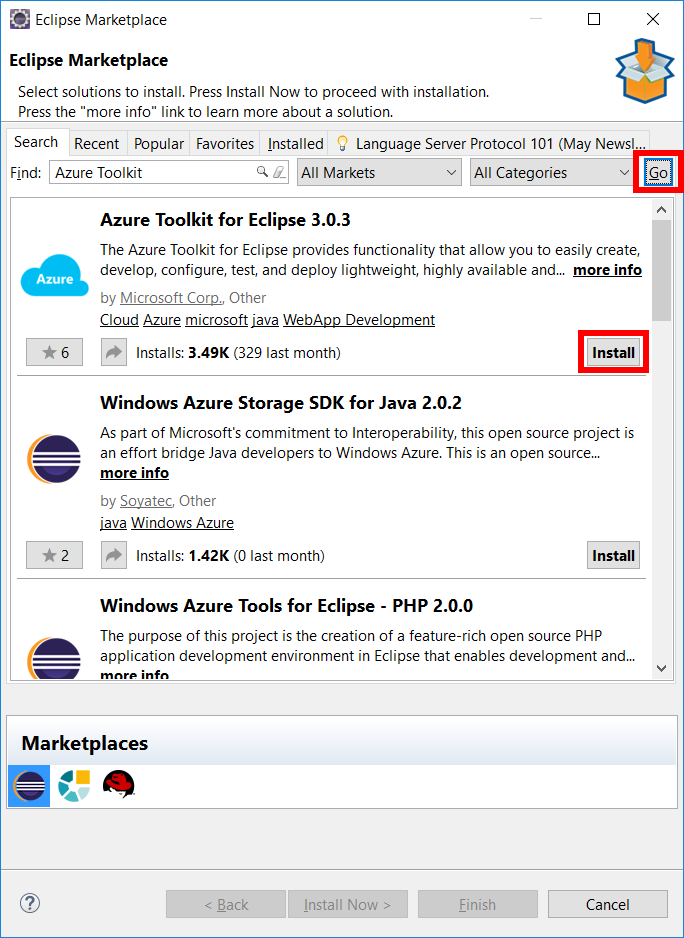 Eclipse Marketplace
Eclipse Marketplace
Select solutions to install. Press Install Now to proceed with installation.
Press the "more info" link to learn more about a solution.
Search Recent Popular Favorites Installed Language Server Protocol 101 (May Newsl...
Find: Azure Toolkit All Markets All Categories Go
Azure Toolkit for Eclipse 3.0.3
The Azure Toolkit for Eclipse provides functionality that allow you to easily create,
Azure develop, configure, test, and deploy lightweight, highly available and... more info
by Microsoft Corp., Other
Cloud Azure microsoft java WebApp Development
6 Installs: 3.49K (329 last month) Install
Windows Azure Storage SDK for Java 2.0.2
As part of Microsoft's commitment to Interoperability, this open source project is
an effort bridge Java developers to Windows Azure. This is an open source...
more info
by Soyatec, Other
java Windows Azure
2 Installs: 1.42K (0 last month) Install
Windows Azure Tools for Eclipse - PHP 2.0.0
The purpose of this project is the creation of a feature-rich open source PHP
application development environment in Eclipse that enables development and...
more info
Marketplaces
? < Back Install Now > Finish Cancel